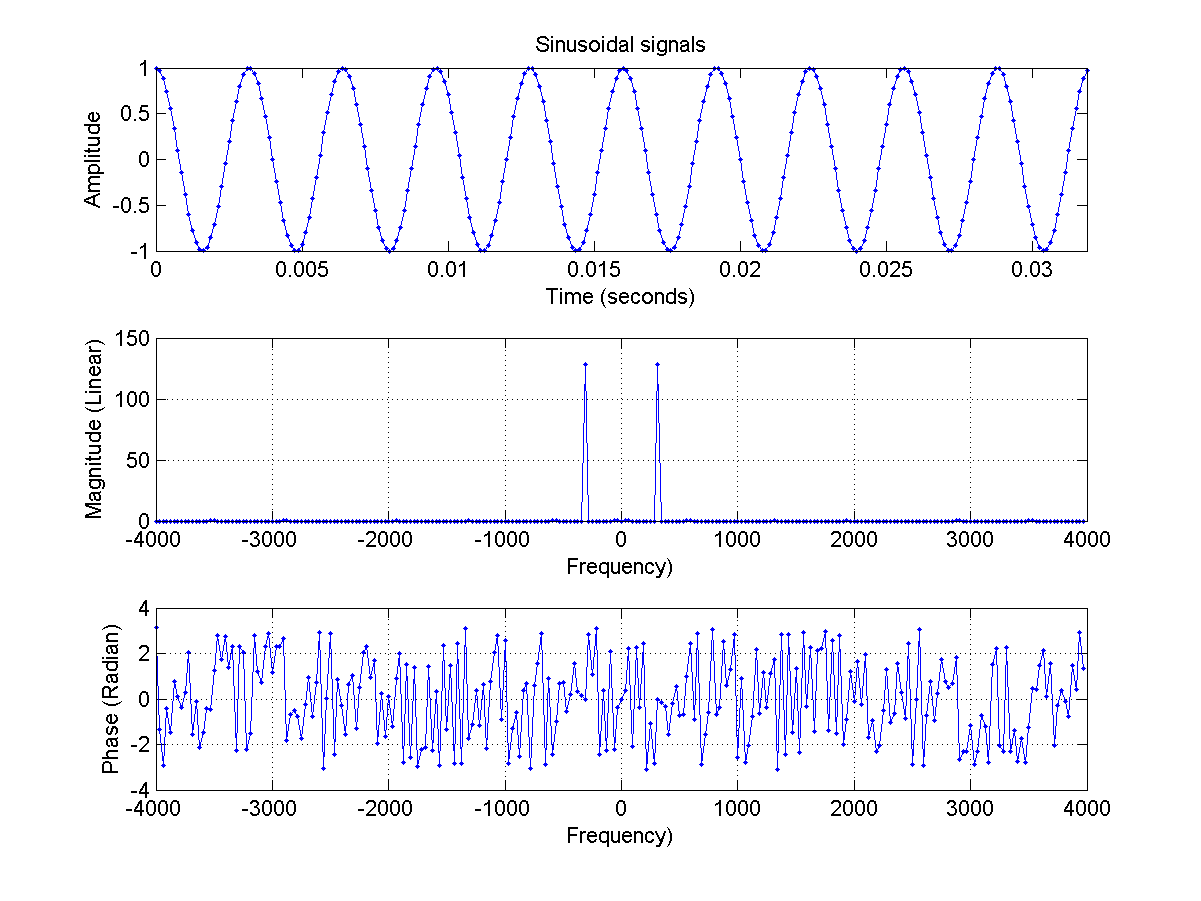 Sinusoidal signals
1
0.5
0
-0.5
-1
Amplitude
0 0.005 0.01 0.015 0.02 0.025 0.03
Time (seconds)
150
100
50
0
Magnitude (Linear)
-4000 -3000 -2000 -1000 0 1000 2000 3000 4000
Frequency)
4
2
0
-2
-4
Phase (Radian)
-4000 -3000 -2000 -1000 0 1000 2000 3000 4000
Frequency)